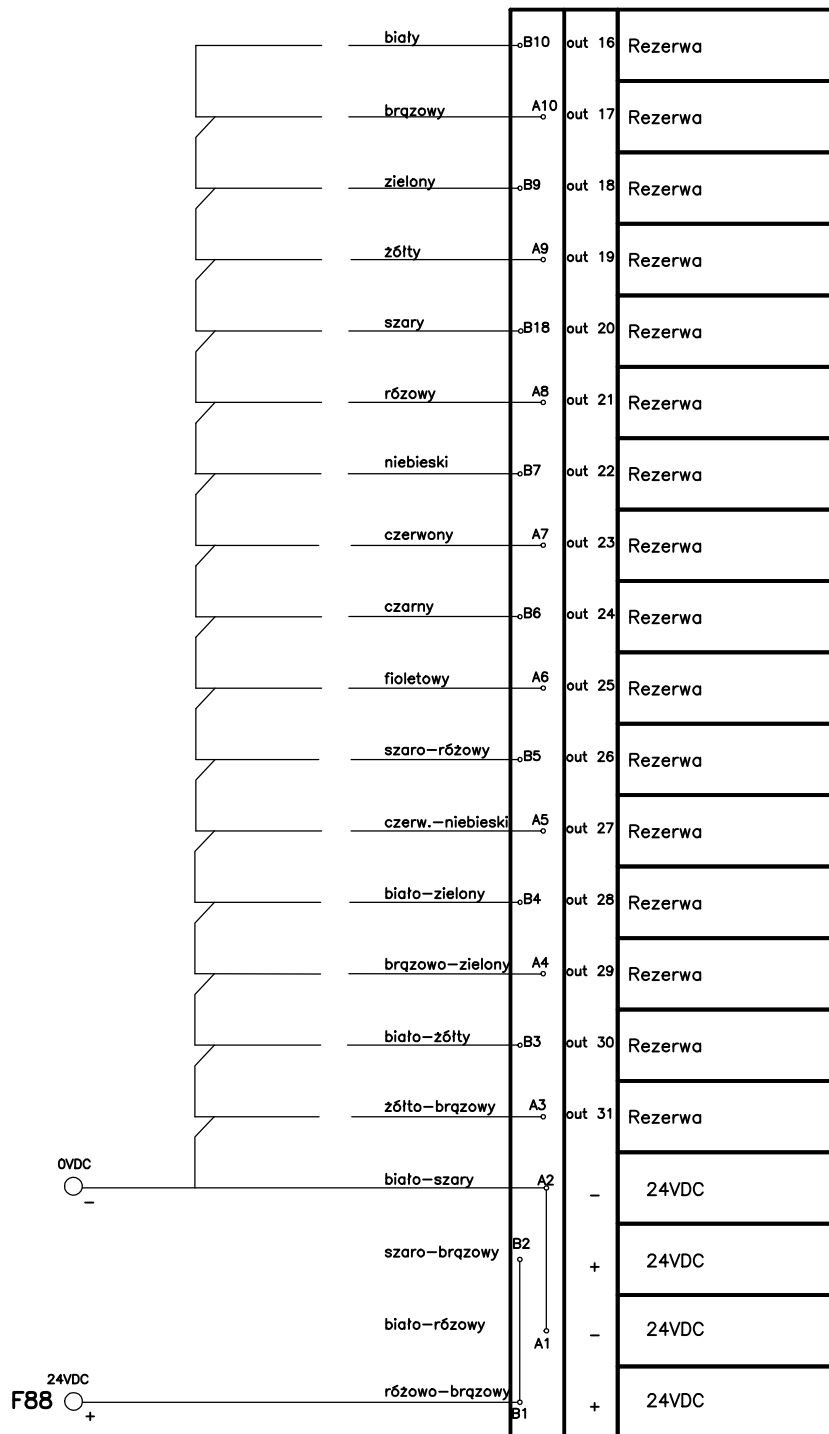 biały B10 out 16 Rezerwa
brązowy A10 out 17 Rezerwa
zielony B9 out 18 Rezerwa
żółty A9 out 19 Rezerwa
szary B18 out 20 Rezerwa
rózowy A8 out 21 Rezerwa
niebieski B7 out 22 Rezerwa
czerwony A7 out 23 Rezerwa
czarny B6 out 24 Rezerwa
fioletowy A6 out 25 Rezerwa
szaro-różowy B5 out 26 Rezerwa
czerw.-niebieski A5 out 27 Rezerwa
biało-zielony B4 out 28 Rezerwa
brązowo-zielony A4 out 29 Rezerwa
biało-żółty B3 out 30 Rezerwa
żółto-brązowy A3 out 31 Rezerwa
0VDC - biało-szary A2 - 24VDC
szaro-brązowy B2 + 24VDC
biało-rózowy A1 - 24VDC
F88 24VDC + różowo-brązowy B1 + 24VDC